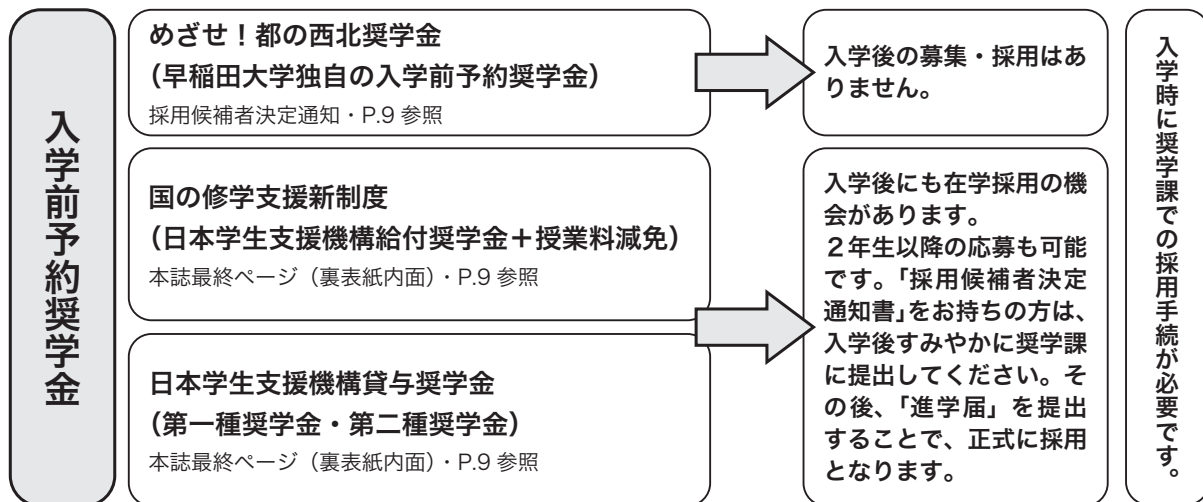 入学前予約奨学金
めざせ！都の西北奨学金
（早稲田大学独自の入学前予約奨学金）
採用候補者決定通知・P.9 参照
入学後の募集・採用はあ
りません。
国の修学支援新制度
（日本学生支援機構給付奨学金＋授業料減免）
本誌最終ページ（裏表紙内面）・P.9 参照
日本学生支援機構貸与奨学金
（第一種奨学金・第二種奨学金）
本誌最終ページ（裏表紙内面）・P.9 参照
入学後にも在学採用の機
会があります。
２年生以降の応募も可能
です。「採用候補者決定
通知書」をお持ちの方は、
入学後すみやかに奨学課
に提出してください。そ
の後、「進学届」を提出
することで、正式に採用
となります。
入学時に奨学課での採用手続が必要です。